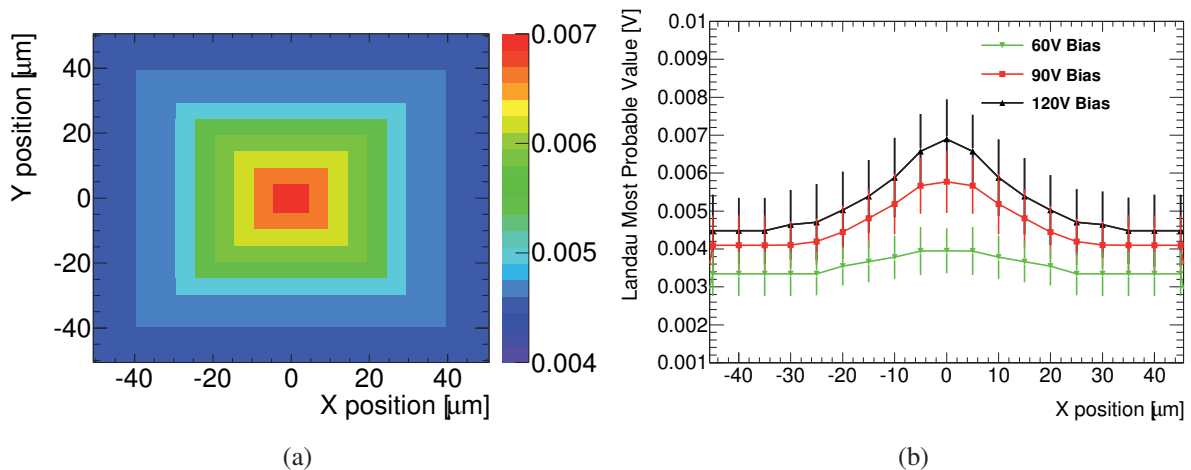 Y position [μm]
40
20
0
-20
-40
-40 -20 0 20 40
X position [μm]
0.007
0.006
0.005
0.004
(a)
Landau Most Probable Value [V]
0.01
0.009
0.008
0.007
0.006
0.005
0.004
0.003
0.002
0.001
60V Bias
90V Bias
120V Bias
-40 -30 -20 -10 0 10 20 30 40
X position [μm]
(b)